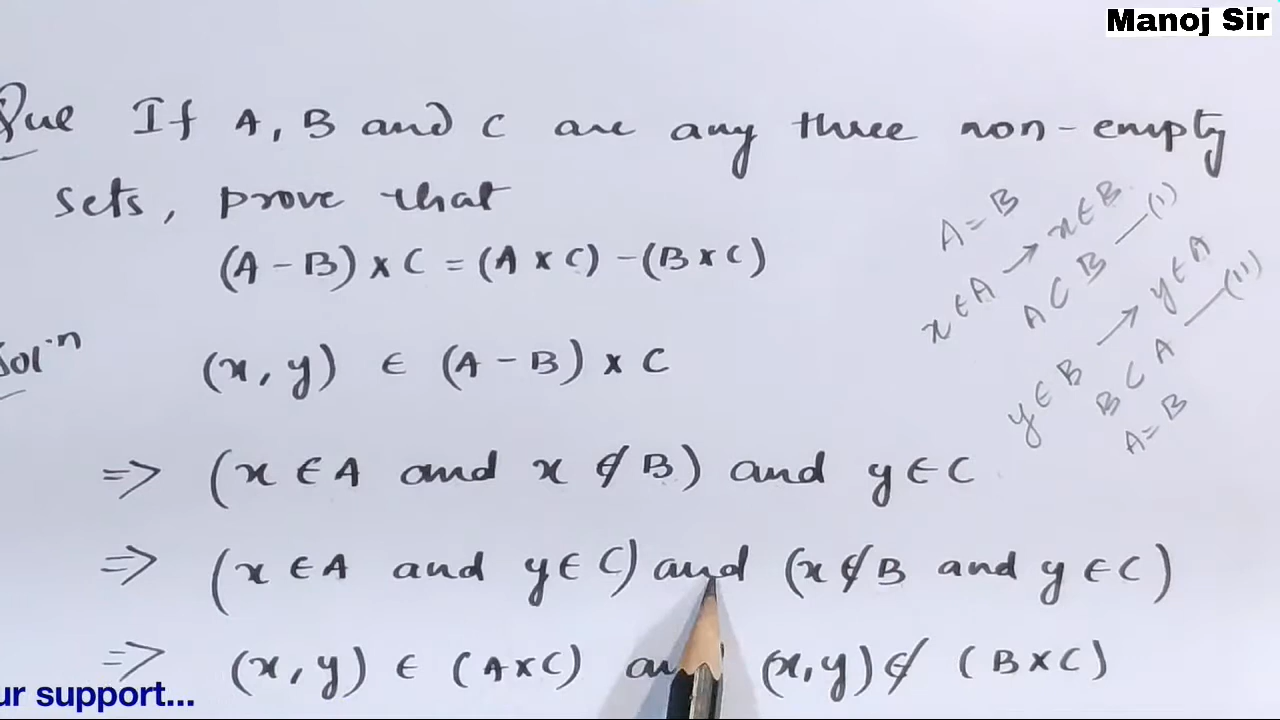 Manoj Sir
Que If A, B and C are any three non-empty
sets, prove that
(A - B) × C = (A × C) - (B × C)
A = B
x ∈ A → x ∈ B
A ⊂ B — (I)
y ∈ B → y ∈ A
B ⊂ A — (II)
A = B
Sol·n (x, y) ∈ (A - B) × C
=> (x ∈ A and x ∉ B) and y ∈ C
=> (x ∈ A and y ∈ C) and (x ∉ B and y ∈ C)
=> (x, y) ∈ (A × C) and (x, y) ∉ (B × C)
ur support...